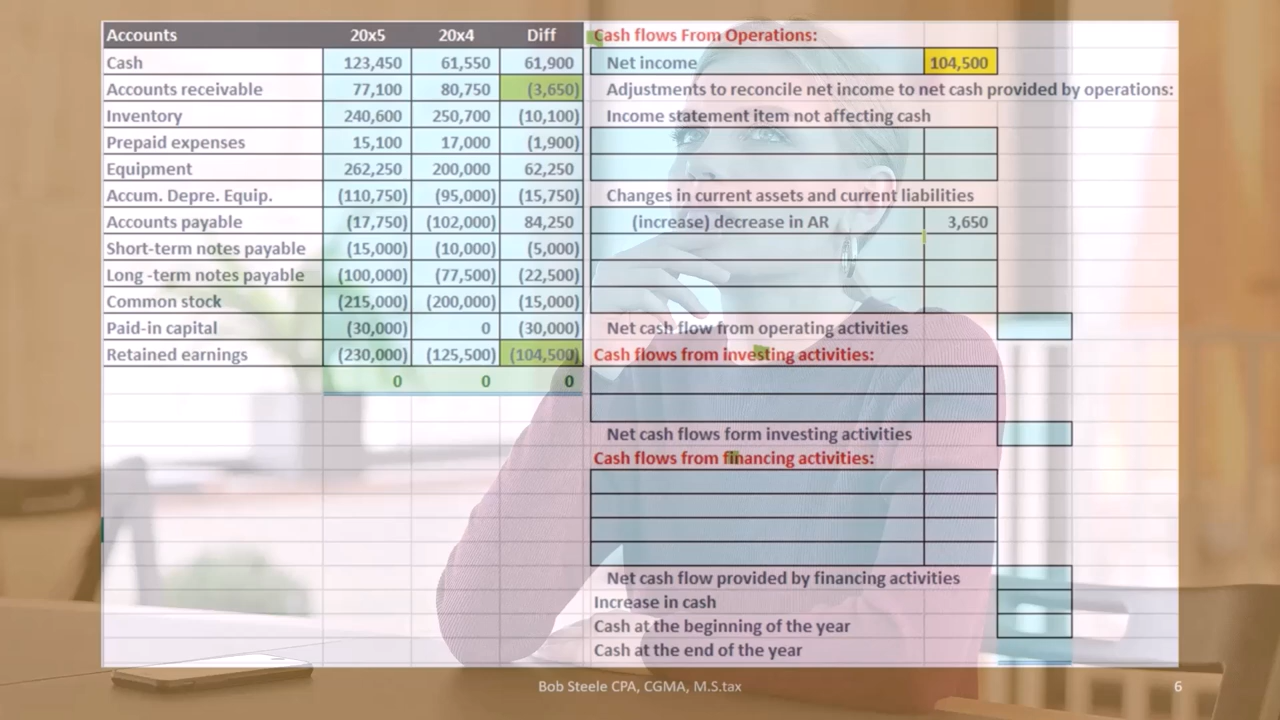 Accounts 20x5 20x4 Diff
Cash 123,450 61,550 61,900
Accounts receivable 77,100 80,750 (3,650)
Inventory 240,600 250,700 (10,100)
Prepaid expenses 15,100 17,000 (1,900)
Equipment 262,250 200,000 62,250
Accum. Depre. Equip. (110,750) (95,000) (15,750)
Accounts payable (17,750) (102,000) 84,250
Short-term notes payable (15,000) (10,000) (5,000)
Long -term notes payable (100,000) (77,500) (22,500)
Common stock (215,000) (200,000) (15,000)
Paid-in capital (30,000) 0 (30,000)
Retained earnings (230,000) (125,500) (104,500)
0 0 0
Cash flows From Operations:
Net income 104,500
Adjustments to reconcile net income to net cash provided by operations:
Income statement item not affecting cash
Changes in current assets and current liabilities
(increase) decrease in AR 3,650
Net cash flow from operating activities
Cash flows from investing activities:
Net cash flows form investing activities
Cash flows from financing activities:
Net cash flow provided by financing activities
Increase in cash
Cash at the beginning of the year
Cash at the end of the year
Bob Steele CPA, CGMA, M.S.tax 6